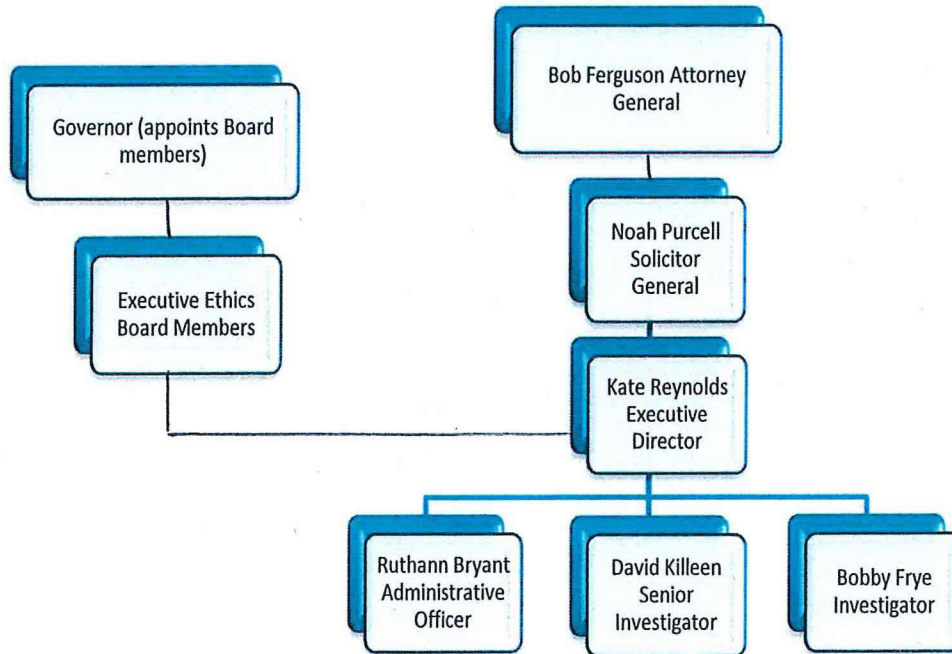 Bob Ferguson Attorney
General
Governor (appoints Board
members)
Noah Purcell
Solicitor
General
Executive Ethics
Board Members
Kate Reynolds
Executive
Director
Ruthann Bryant
Administrative
Officer
David Killeen
Senior
Investigator
Bobby Frye
Investigator